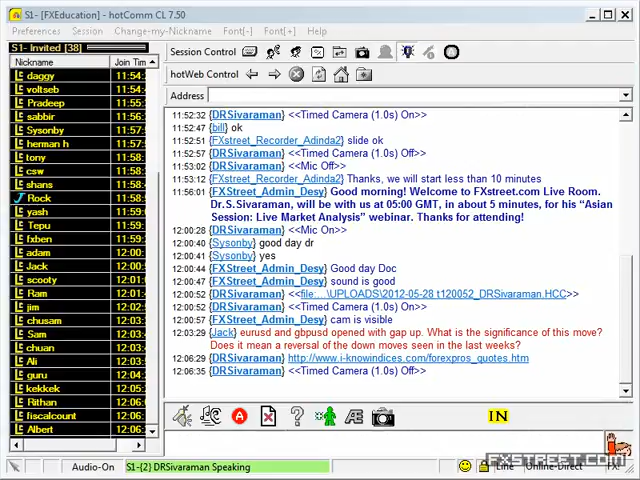 S1- [FXEducation] - hotComm CL 7.50
Preferences Session Change-my-Nickname Font[-] Font[+] Help
S1- Invited [38]
Session Control
Nickname Join Tim
hotWeb Control
Address
daggy 11:54:
voltseb 11:54:
Pradeep 11:55:
sabbir 11:56:
Sysonby 11:57:
herman h 11:57:
tony 11:58:
csw 11:58:
shans 11:58:
Rock 11:58:
yash 11:59:
Tepu 11:59:
fxben 11:59:
adam 12:00:
Jack 12:00:
scooty 12:01:
Ram 12:01:
jim 12:02:
chusam 12:03:
Sam 12:03:
chuan 12:04:
Ali 12:03:
guru 12:04:
kekkek 12:05:
Rithan 12:06:
fiscalcount 12:06:
Albert 12:06:
11:52:32 {DRSivaraman} <<Timed Camera (1.0s) On>>
11:52:47 {bill} ok
11:52:51 {FXstreet_Recorder_Adinda2} slide ok
11:52:57 {DRSivaraman} <<Timed Camera (1.0s) Off>>
11:53:02 {DRSivaraman} <<Mic Off>>
11:53:12 {FXstreet_Recorder_Adinda2} Thanks, we will start less than 10 minutes
11:56:01 {FXStreet_Admin_Desy} Good morning! Welcome to FXstreet.com Live Room.
Dr.S.Sivaraman, will be with us at 05:00 GMT, in about 5 minutes, for his "Asian
Session: Live Market Analysis" webinar. Thanks for attending!
12:00:28 {DRSivaraman} <<Mic On>>
12:00:40 {Sysonby} good day dr
12:00:41 {Sysonby} yes
12:00:44 {FXStreet_Admin_Desy} Good day Doc
12:00:47 {FXStreet_Admin_Desy} sound is good
12:00:52 {DRSivaraman} <<file:...\UPLOADS\2012-05-28 t120052_DRSivaraman.HCC>>
12:00:52 {DRSivaraman} <<Timed Camera (1.0s) On>>
12:00:57 {FXStreet_Admin_Desy} cam is visible
12:03:29 {Jack} eurusd and gbpusd opened with gap up. What is the significance of this move?
Does it mean a reversal of the down moves seen in the last weeks?
12:06:29 {DRSivaraman} http://www.i-knowindices.com/forexpros_quotes.htm
12:06:35 {DRSivaraman} <<Timed Camera (1.0s) Off>>
A ? Æ IN
Audio-On S1-{2} DRSivaraman Speaking Line Online-Direct
FXSTREET.COM